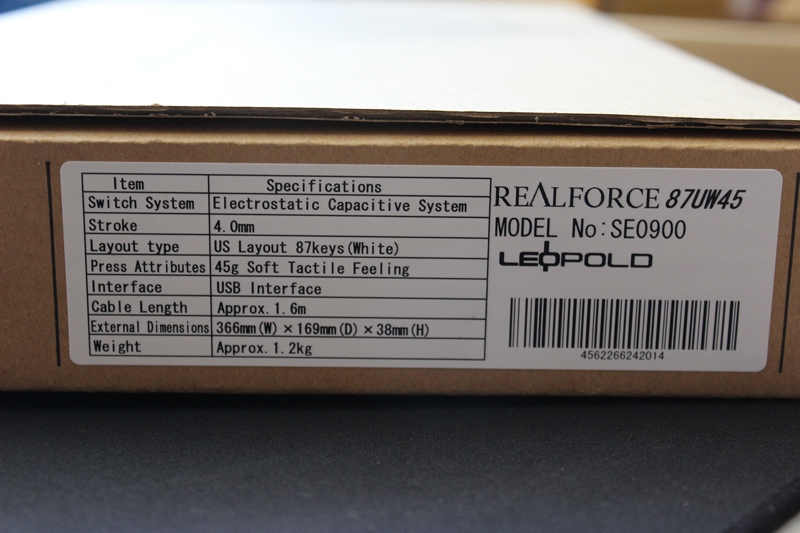 Item Specifications
Switch System Electrostatic Capacitive System
Stroke 4.0mm
Layout type US Layout 87keys(White)
Press Attributes 45g Soft Tactile Feeling
Interface USB Interface
Cable Length Approx.1.6m
External Dimensions 366mm(W)×169mm(D)×38mm(H)
Weight Approx.1.2kg
REALFORCE 87UW45
MODEL No:SE0900
LEOPOLD
4562266242014